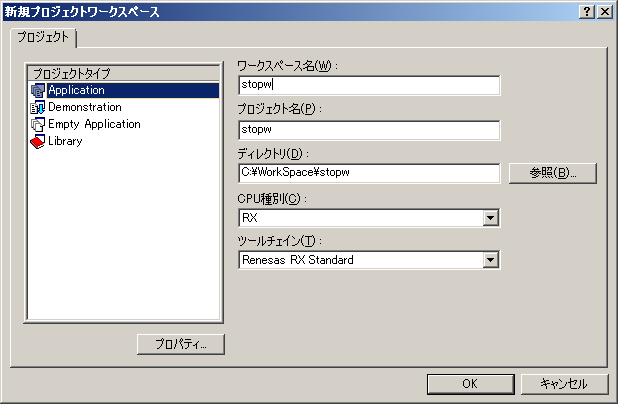 新規プロジェクトワークスペース
プロジェクト
プロジェクトタイプ
Application
Demonstration
Empty Application
Library
プロパティ...
ワークスペース名(W) :
stopw
プロジェクト名(P) :
stopw
ディレクトリ(D) :
C:¥WorkSpace¥stopw
参照(B)...
CPU種別(C) :
RX
ツールチェイン(T) :
Renesas RX Standard
OK
キャンセル